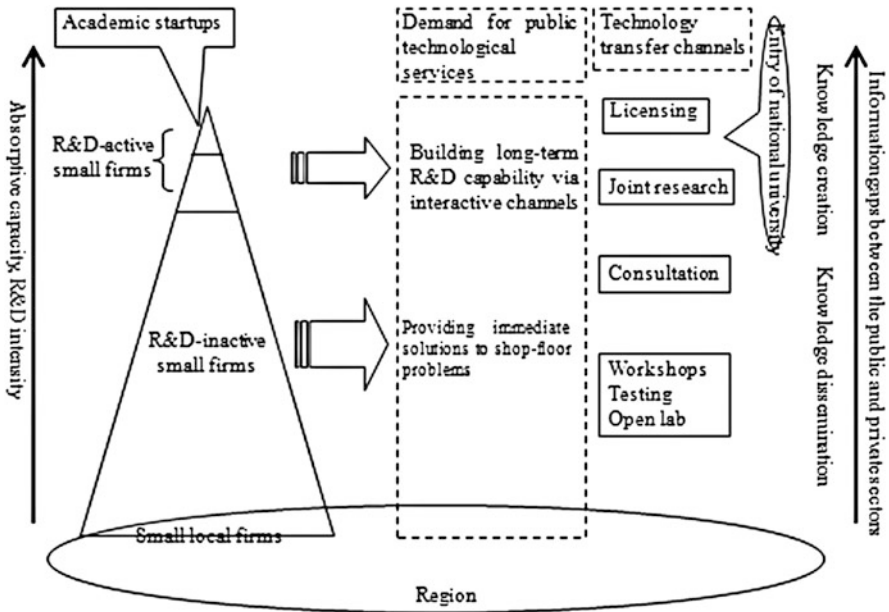 Academic startups
Demand for public
technological
services
Technology
transfer channels
Entry of national university
Absorptive capacity, R&D intensity
R&D-active
small firms
Building long-term
R&D capability via
interactive channels
Licensing
Joint research
Consultation
Knowledge creation
Information gaps between the public and private sectors
R&D-inactive
small firms
Providing immediate
solutions to shop-floor
problems
Workshops
Testing
Open lab
Knowledge dissemination
Small local firms
Region